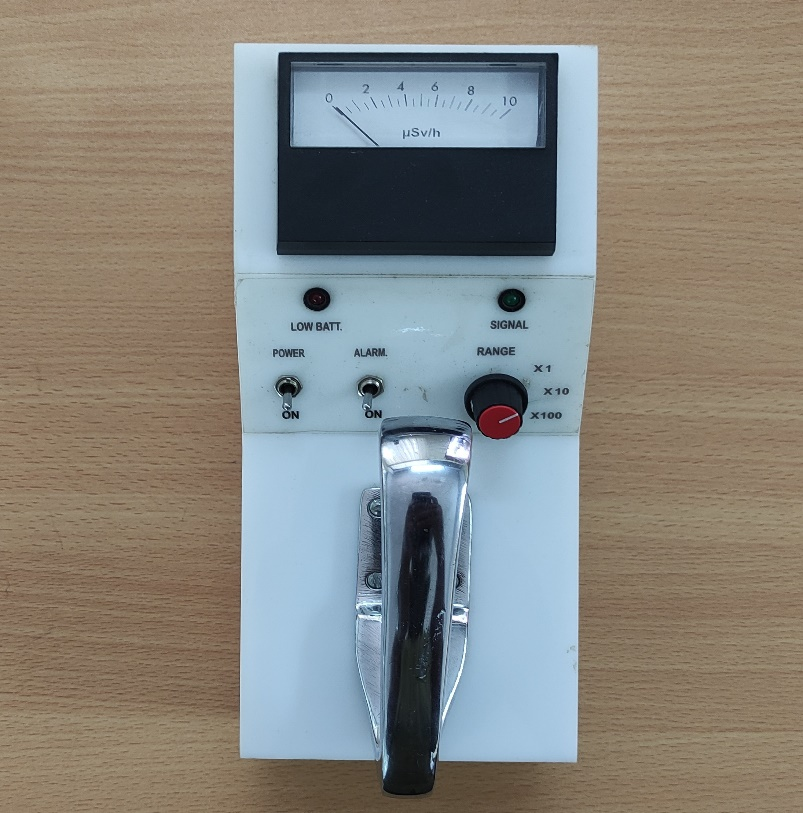 0 2 4 6 8 10
µSv/h
LOW BATT. SIGNAL
POWER ALARM. RANGE
X1
X10
ON ON X100